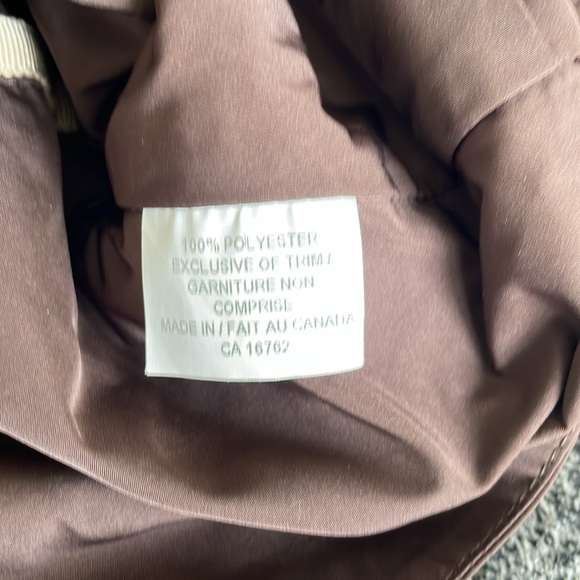 100% POLYESTER
EXCLUSIVE OF TRIM /
GARNITURE NON
COMPRISE
MADE IN / FAIT AU CANADA
CA 16762